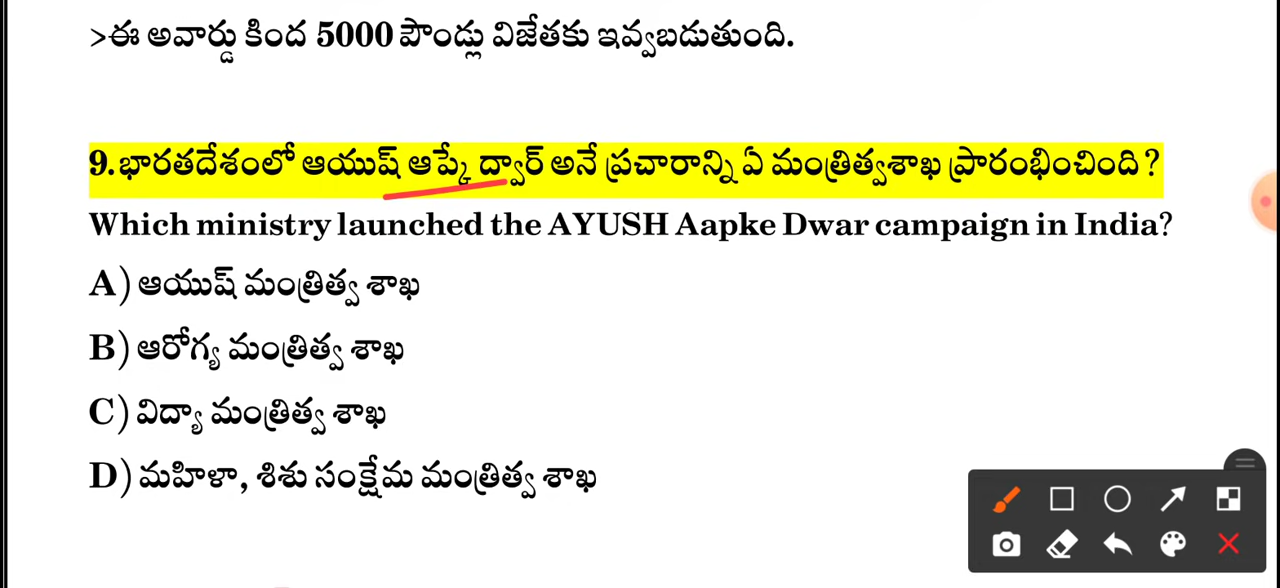 >ఈ అవార్డు కింద 5000 పౌండ్లు విజేతకు ఇవ్వబడుతుంది.
9.భారతదేశంలో ఆయుష్ ఆప్కే ద్వార్ అనే ప్రచారాన్ని ఏ మంత్రిత్వశాఖ ప్రారంభించింది?
Which ministry launched the AYUSH Aapke Dwar campaign in India?
A) ఆయుష్ మంత్రిత్వ శాఖ
B) ఆరోగ్య మంత్రిత్వ శాఖ
C) విద్యా మంత్రిత్వ శాఖ
D) మహిళా, శిశు సంక్షేమ మంత్రిత్వ శాఖ